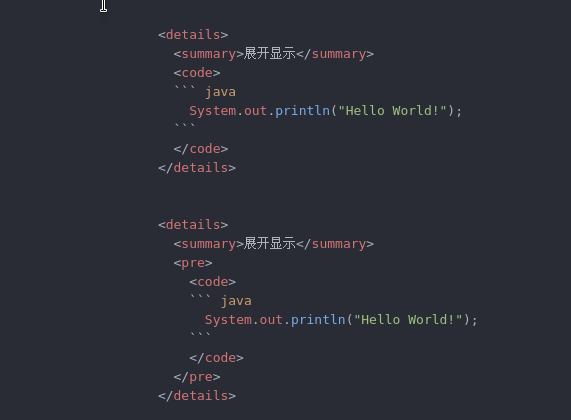 <details>
<summary>展开显示</summary>
<code>
``` java
System.out.println("Hello World!");
```
</code>
</details>
<details>
<summary>展开显示</summary>
<pre>
<code>
``` java
System.out.println("Hello World!");
```
</code>
</pre>
</details>